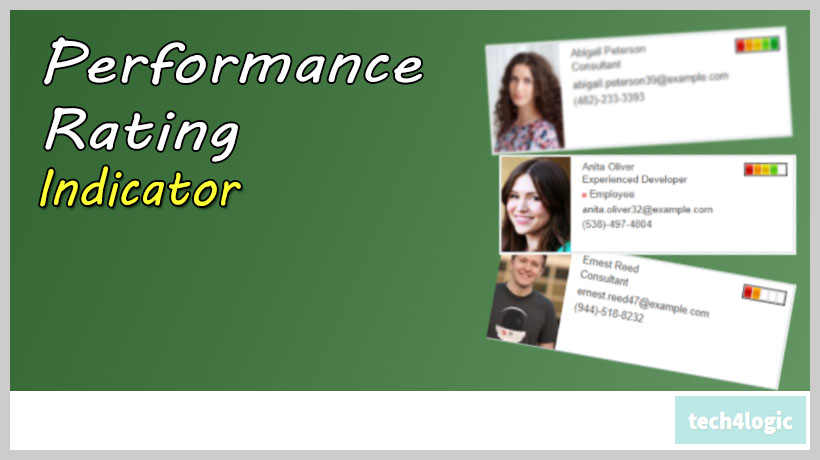 Performance
Rating
Indicator
Abigail Peterson
Consultant
abigail.peterson39@example.com
(482)-233-3393
Anita Oliver
Experienced Developer
Employee
anita.oliver32@example.com
(538)-497-4804
Ernest Reed
Consultant
ernest.reed47@example.com
(944)-518-8232
tech4logic